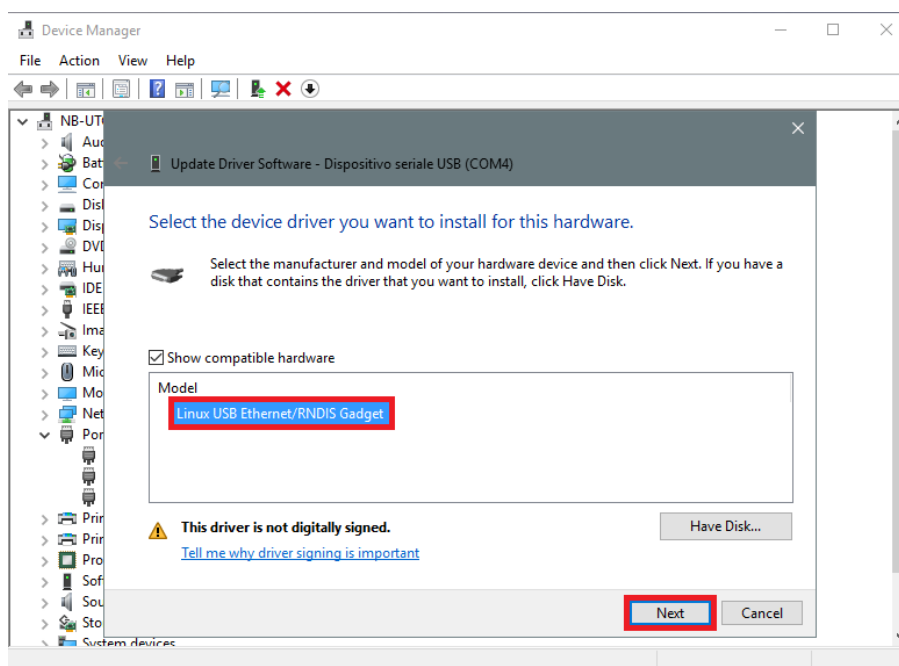 Device Manager
File Action View Help
NB-UT
Aud
Bat
Update Driver Software - Dispositivo seriale USB (COM4)
Cor
Disl
Disp
Select the device driver you want to install for this hardware.
DVD
Hur
Select the manufacturer and model of your hardware device and then click Next. If you have a
disk that contains the driver that you want to install, click Have Disk.
IDE
IEEE
Ima
Key
Show compatible hardware
Mic
Mo
Model
Net
Linux USB Ethernet/RNDIS Gadget
Por
Prin
This driver is not digitally signed.
Have Disk...
Prin
Tell me why driver signing is important
Pro
Sof
Sou
Next
Cancel
Sto
System devices